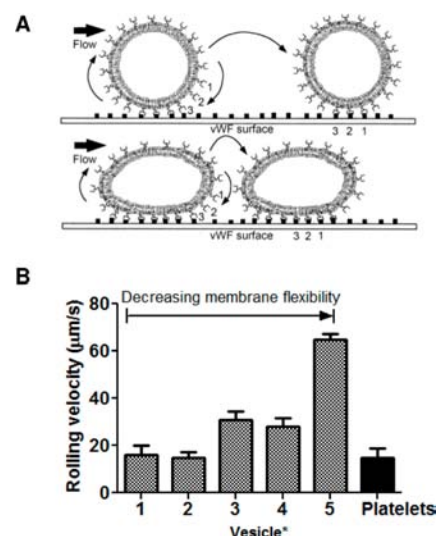 A
Flow
1
2
3
vWF surface
3 2 1
Flow
1
2
3
vWF surface
3 2 1
B
Decreasing membrane flexibility
Rolling velocity (μm/s)
80
60
40
20
0
1 2 3 4 5 Platelets
Vesicle*